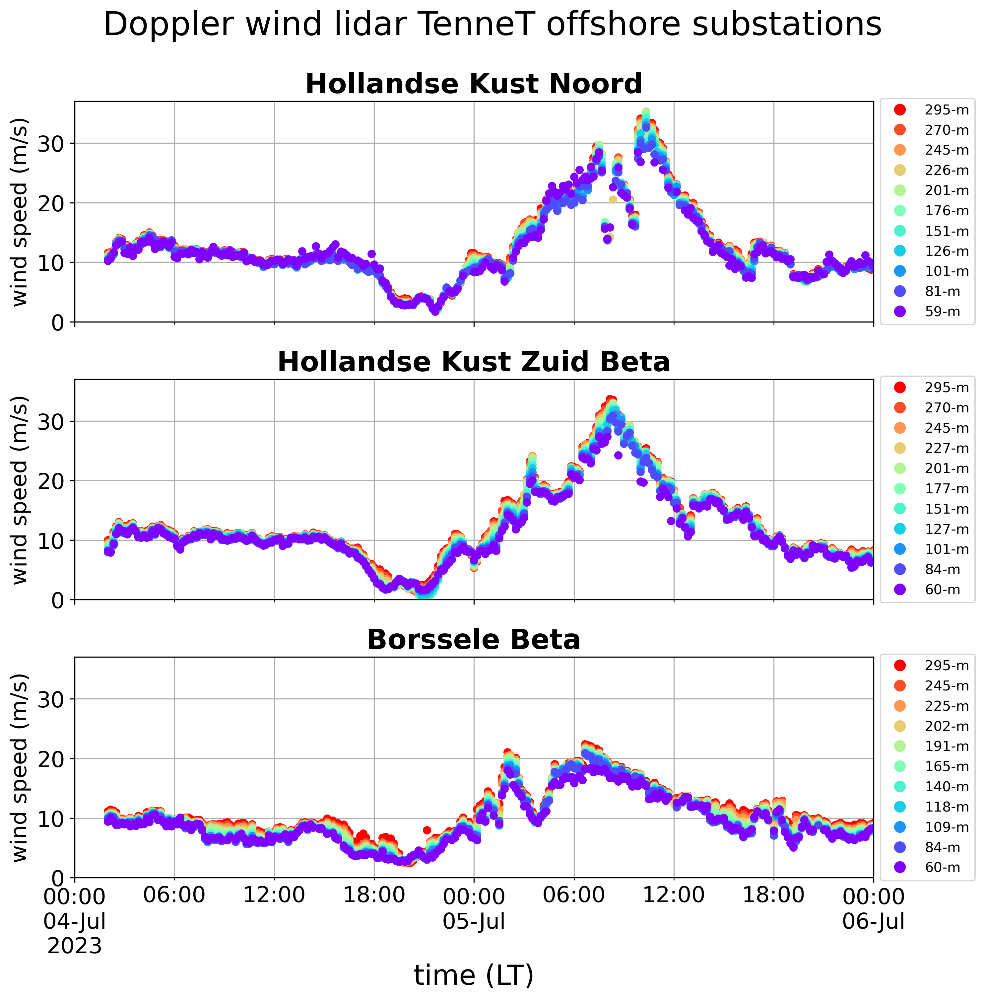 Doppler wind lidar TenneT offshore substations
Hollandse Kust Noord
wind speed (m/s)
30
20
10
0
295-m
270-m
245-m
226-m
201-m
176-m
151-m
126-m
101-m
81-m
59-m
Hollandse Kust Zuid Beta
wind speed (m/s)
30
20
10
0
295-m
270-m
245-m
227-m
201-m
177-m
151-m
127-m
101-m
84-m
60-m
Borssele Beta
wind speed (m/s)
30
20
10
0
295-m
245-m
225-m
202-m
191-m
165-m
140-m
118-m
109-m
84-m
60-m
00:00 06:00 12:00 18:00 00:00 06:00 12:00 18:00 00:00
04-Jul 05-Jul 06-Jul
2023
time (LT)